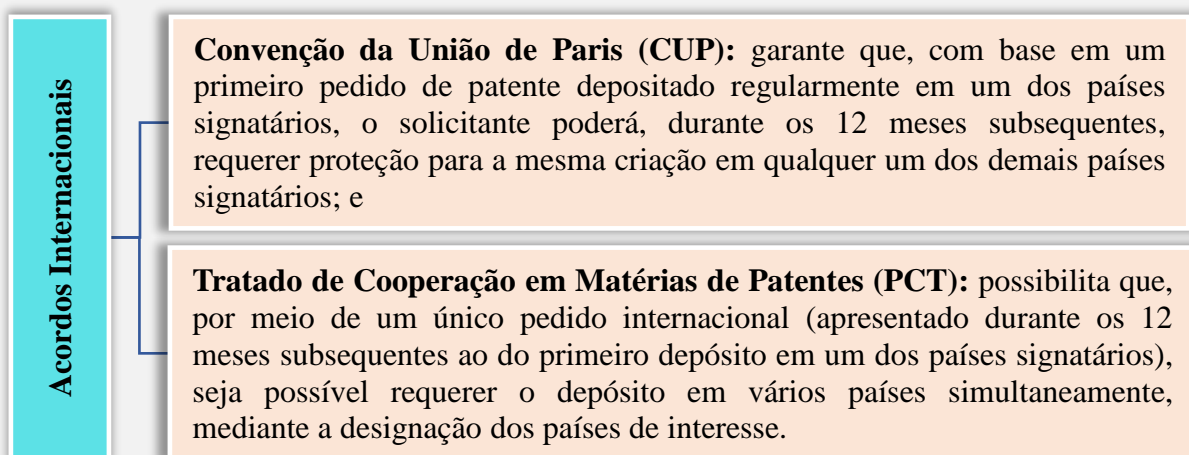 Acordos Internacionais
Convenção da União de Paris (CUP): garante que, com base em um
primeiro pedido de patente depositado regularmente em um dos países
signatários, o solicitante poderá, durante os 12 meses subsequentes,
requerer proteção para a mesma criação em qualquer um dos demais países
signatários; e
Tratado de Cooperação em Matérias de Patentes (PCT): possibilita que,
por meio de um único pedido internacional (apresentado durante os 12
meses subsequentes ao do primeiro depósito em um dos países signatários),
seja possível requerer o depósito em vários países simultaneamente,
mediante a designação dos países de interesse.